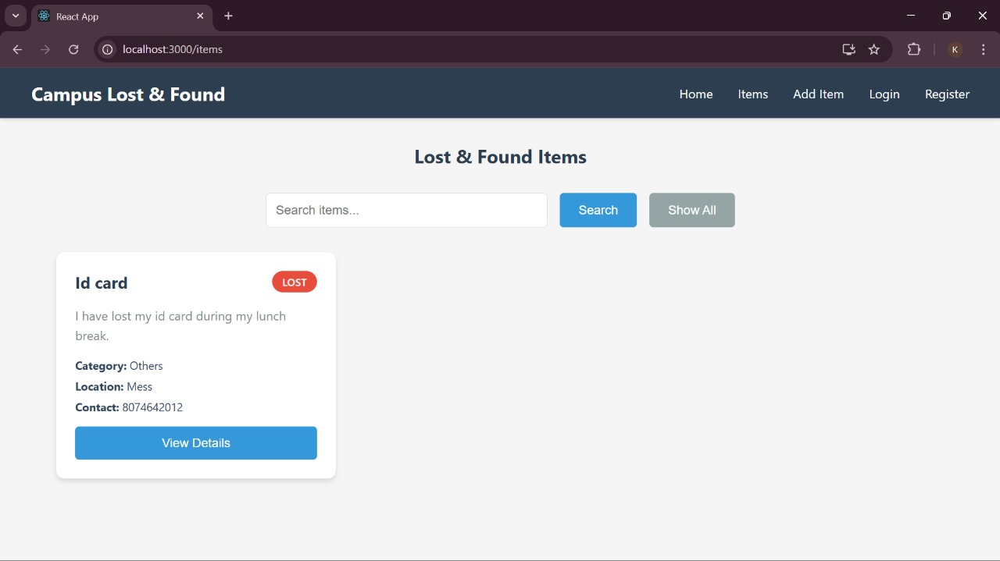 React App
localhost:3000/items
K
Campus Lost & Found
Home Items Add Item Login Register
Lost & Found Items
Search items... Search Show All
Id card LOST
I have lost my id card during my lunch
break.
Category: Others
Location: Mess
Contact: 8074642012
View Details